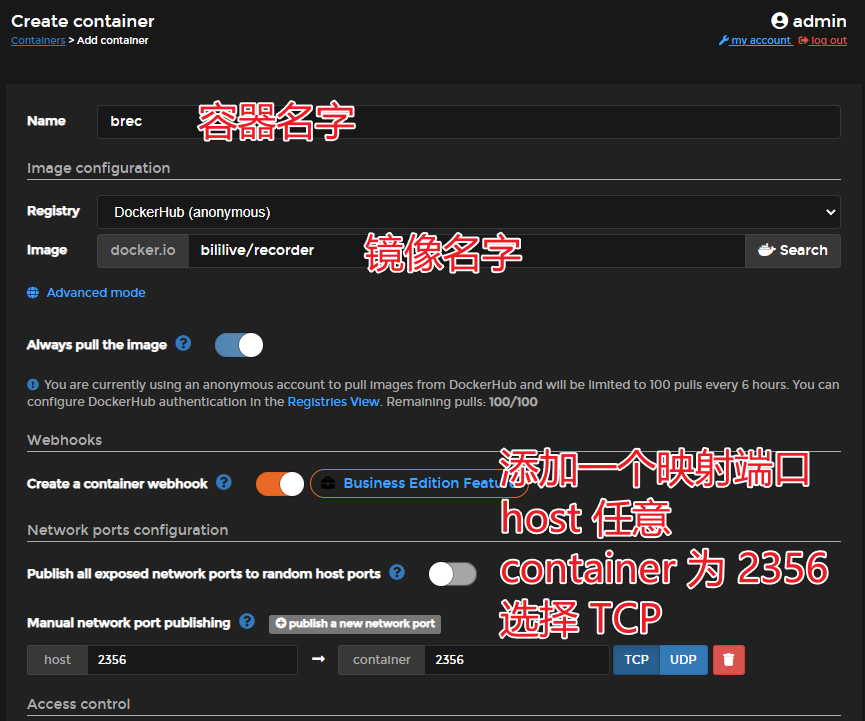 Create container
admin
Containers > Add container
my account log out
Name brec 容器名字
Image configuration
Registry DockerHub (anonymous)
Image docker.io bililive/recorder 镜像名字 Search
Advanced mode
Always pull the image
You are currently using an anonymous account to pull images from DockerHub and will be limited to 100 pulls every 6 hours. You can
configure DockerHub authentication in the Registries View. Remaining pulls: 100/100
Webhooks
Create a container webhook Business Edition Featu
添加一个映射端口
host 任意
container 为 2356
选择 TCP
Network ports configuration
Publish all exposed network ports to random host ports
Manual network port publishing publish a new network port
host 2356 → container 2356 TCP UDP
Access control